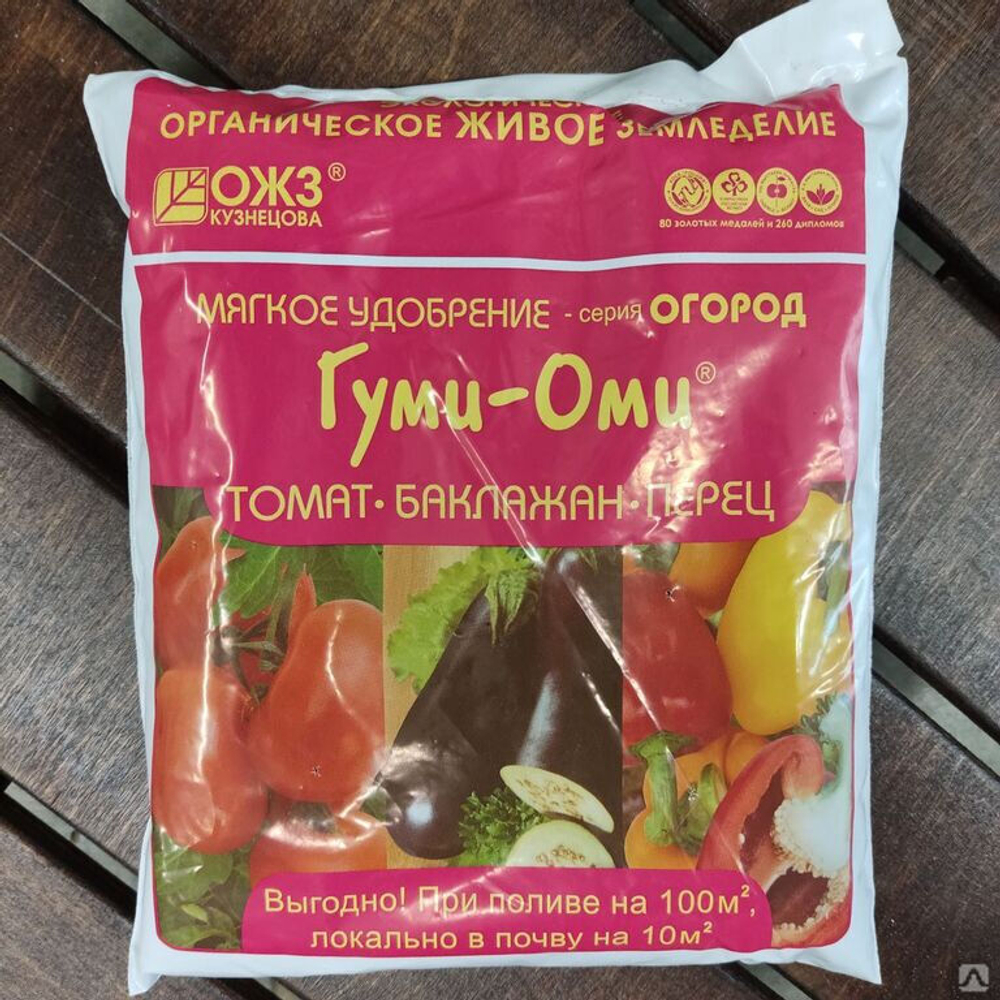 ОРГАНИЧЕСКОЕ ЖИВОЕ ЗЕМЛЕДЕЛИЕ
ОЖЗ®
КУЗНЕЦОВА
80 золотых медалей и 260 дипломов
МЯГКОЕ УДОБРЕНИЕ - серия ОГОРОД
Гуми-Оми®
ТОМАТ·БАКЛАЖАН·ПЕРЕЦ
Выгодно! При поливе на 100м²,
локально в почву на 10м²